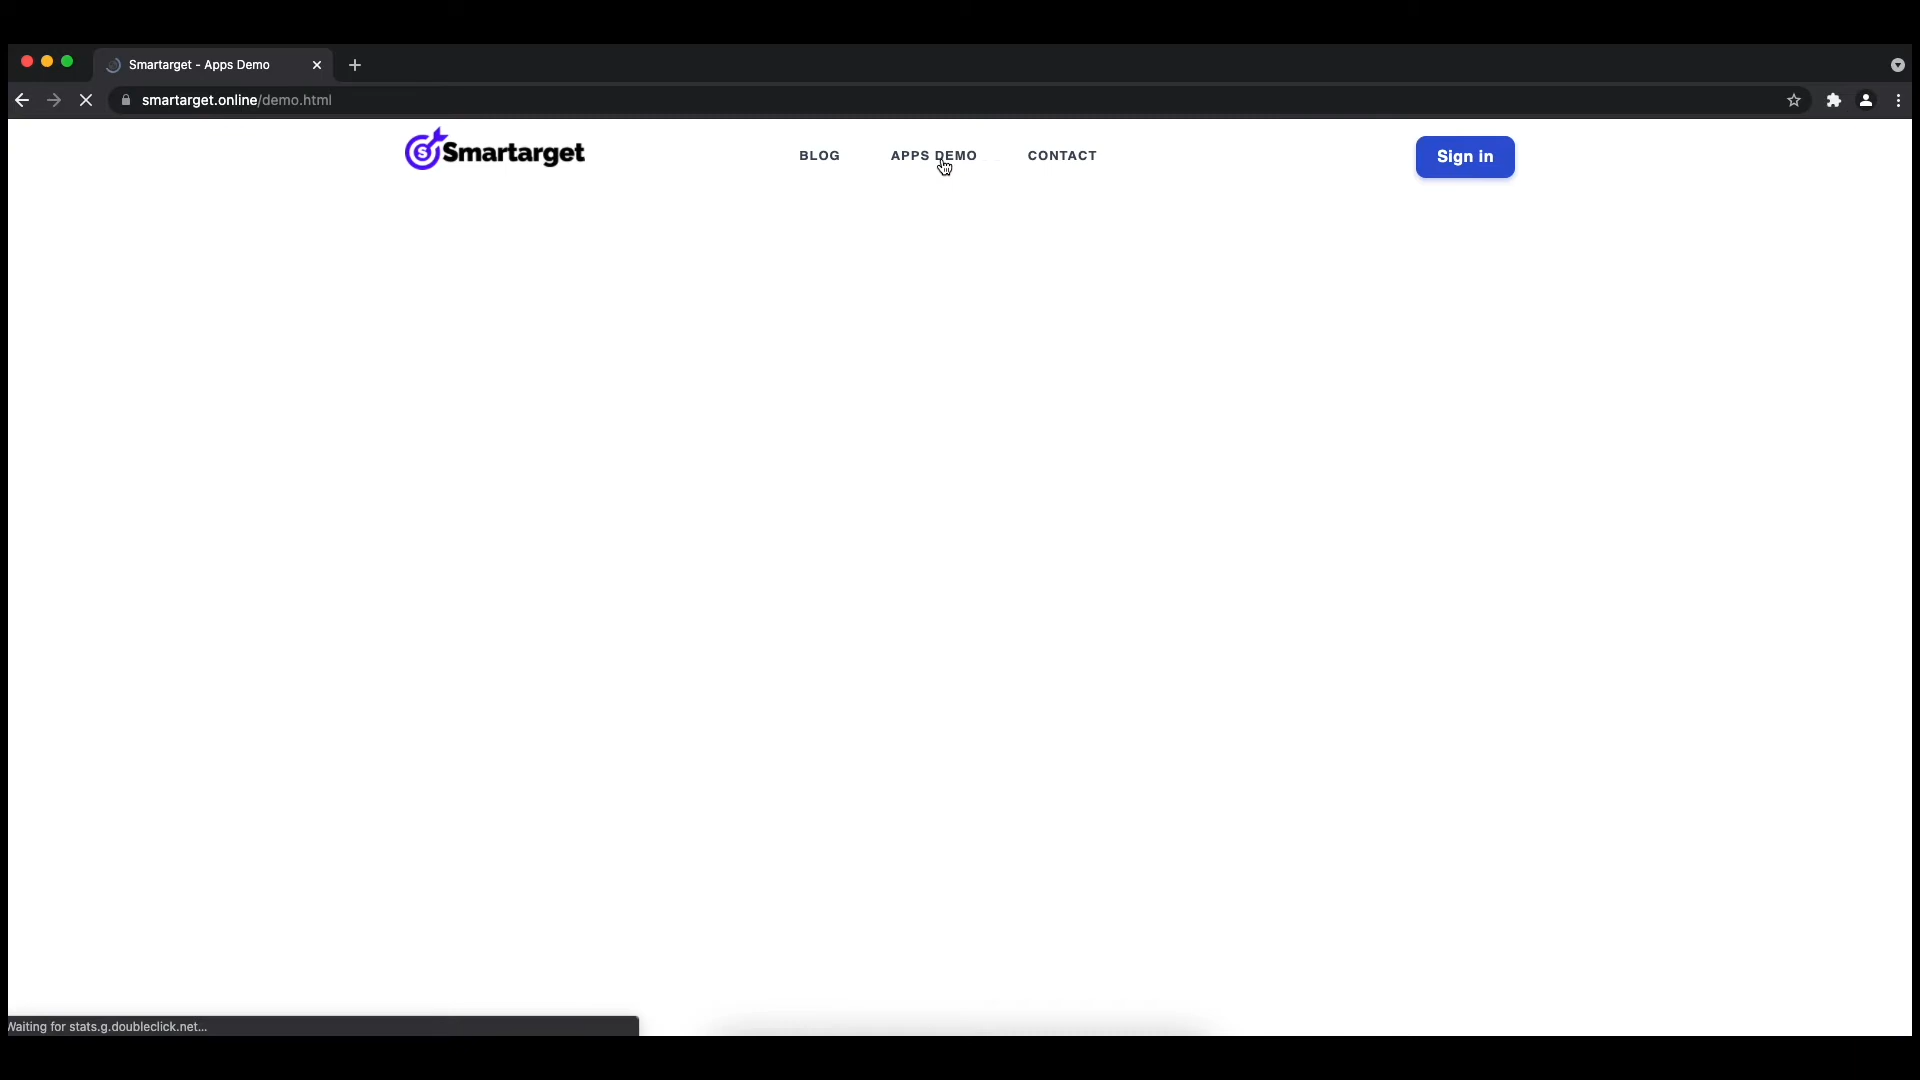 Smartarget - Apps Demo
smartarget.online/demo.html
Smartarget
BLOG
APPS DEMO
CONTACT
Sign in
Waiting for stats.g.doubleclick.net...